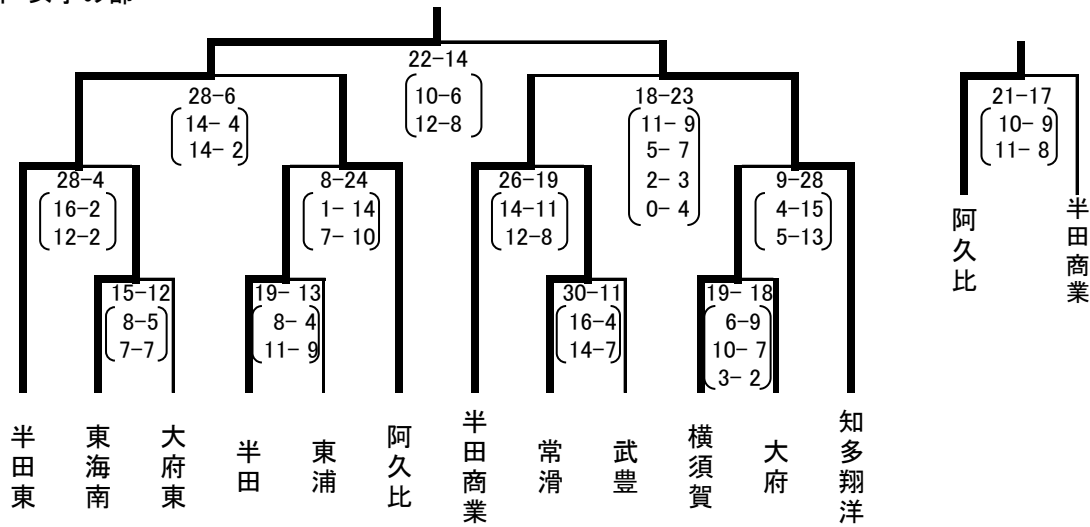 22-14
10-6
12-8
28-6
14- 4
14- 2
18-23
11- 9
5- 7
2- 3
0- 4
21-17
10- 9
11- 8
28-4
16-2
12-2
8-24
1- 14
7- 10
26-19
14-11
12-8
9-28
4-15
5-13
15-12
8-5
7-7
19- 13
8- 4
11- 9
30-11
16-4
14-7
19- 18
6-9
10- 7
3- 2
半田東
東海南
大府東
半田
東浦
阿久比
半田商業
常滑
武豊
横須賀
大府
知多翔洋
阿久比
半田商業